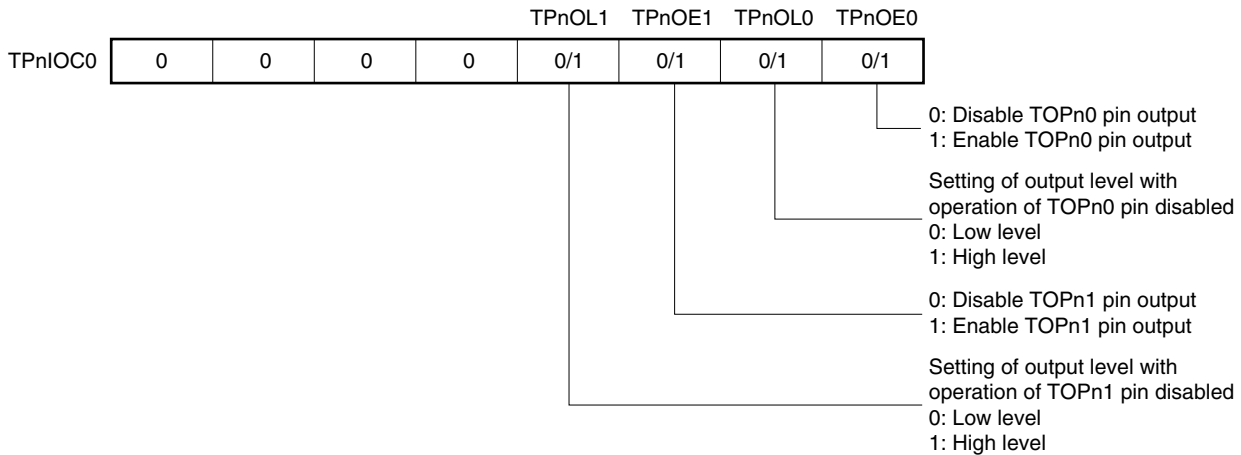 TPnOL1 TPnOE1 TPnOL0 TPnOE0
TPnIOC0 0 0 0 0 0/1 0/1 0/1 0/1
0: Disable TOPn0 pin output
1: Enable TOPn0 pin output
Setting of output level with
operation of TOPn0 pin disabled
0: Low level
1: High level
0: Disable TOPn1 pin output
1: Enable TOPn1 pin output
Setting of output level with
operation of TOPn1 pin disabled
0: Low level
1: High level